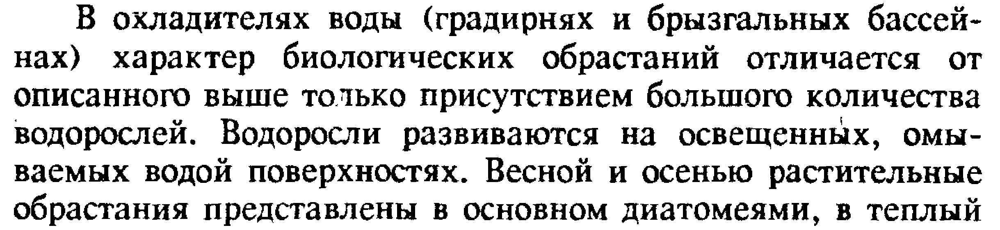 В охладителях воды (градирнях и брызгальных бассей-
нах) характер биологических обрастаний отличается от
описанного выше только присутствием большого количества
водорослей. Водоросли развиваются на освещенных, омы-
ваемых водой поверхностях. Весной и осенью растительные
обрастания представлены в основном диатомеями, в теплый